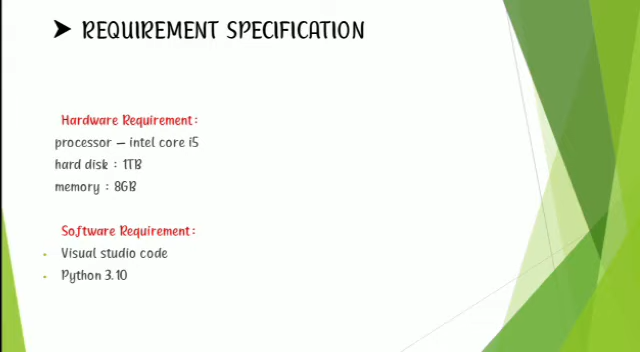 REQUIREMENT SPECIFICATION
Hardware Requirement:
processor – intel core i5
hard disk : 1TB
memory : 8GB
Software Requirement:
Visual studio code
Python 3.10